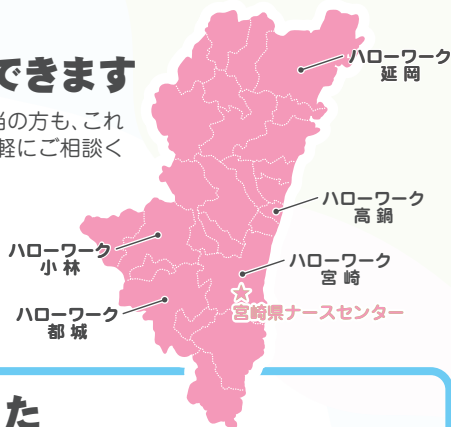 できます
当の方も、これ
軽にご相談く
ハローワーク
延岡
ハローワーク
高鍋
ハローワーク
小林
ハローワーク
宮崎
宮崎県ナースセンター
ハローワーク
都城
た